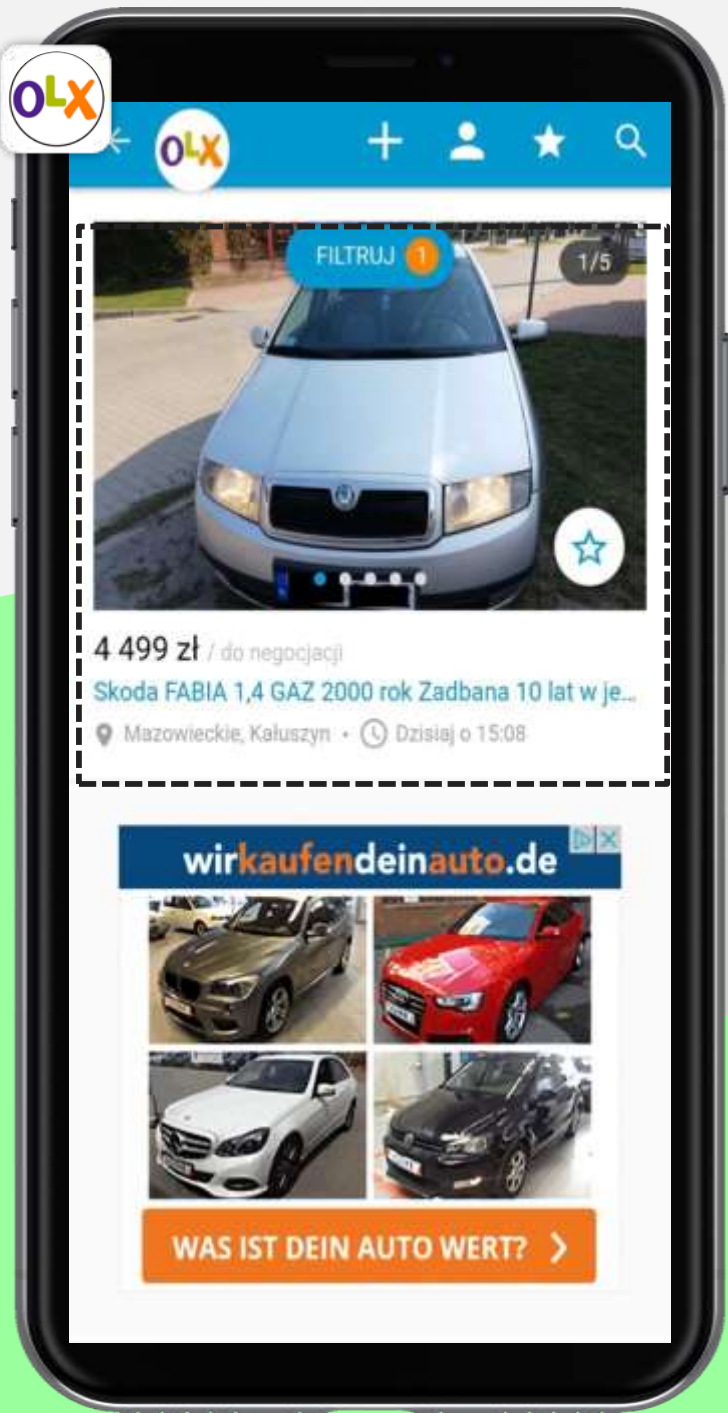 OLX
OLX
FILTRUJ 1
1/5
4 499 zł / do negocjacji
Skoda FABIA 1,4 GAZ 2000 rok Zadbana 10 lat w je...
Mazowieckie, Kałuszyn • Dzisiaj o 15:08
wirkaufendeinauto.de
WAS IST DEIN AUTO WERT?